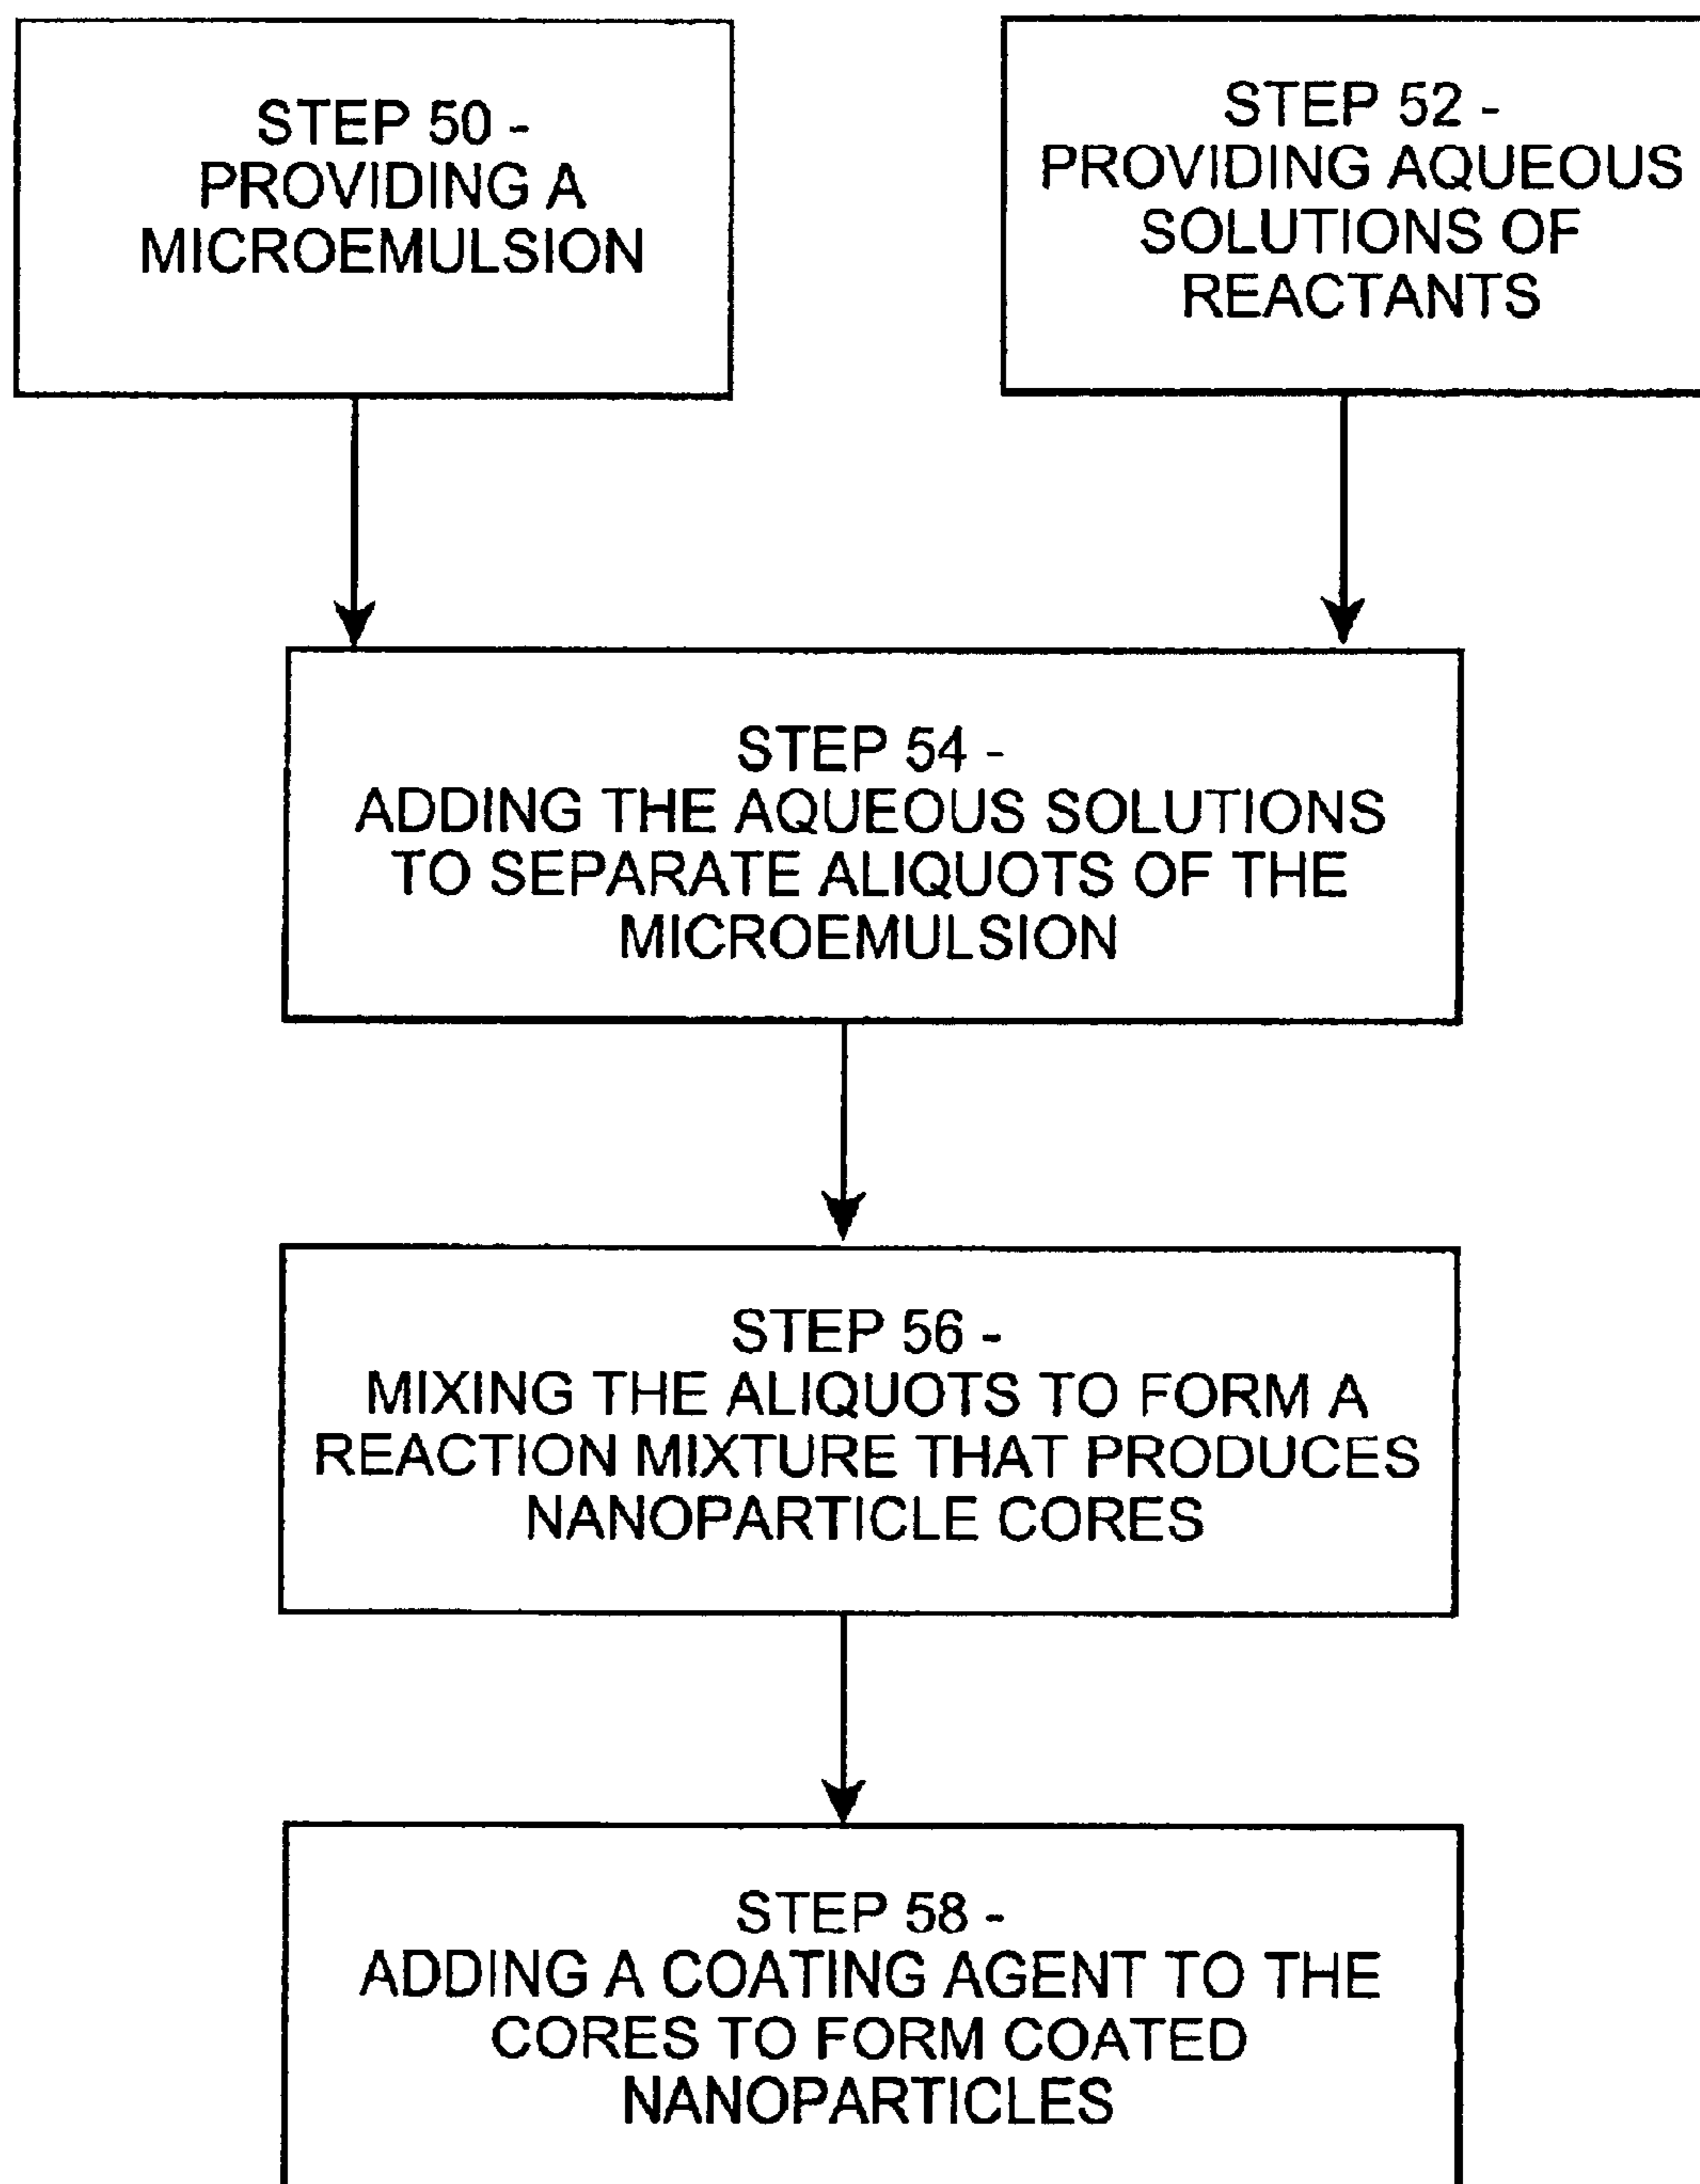 STEP 50 -
PROVIDING A
MICROEMULSION
STEP 52 -
PROVIDING AQUEOUS
SOLUTIONS OF
REACTANTS
STEP 54 -
ADDING THE AQUEOUS SOLUTIONS
TO SEPARATE ALIQUOTS OF THE
MICROEMULSION
STEP 56 -
MIXING THE ALIQUOTS TO FORM A
REACTION MIXTURE THAT PRODUCES
NANOPARTICLE CORES
STEP 58 -
ADDING A COATING AGENT TO THE
CORES TO FORM COATED
NANOPARTICLES